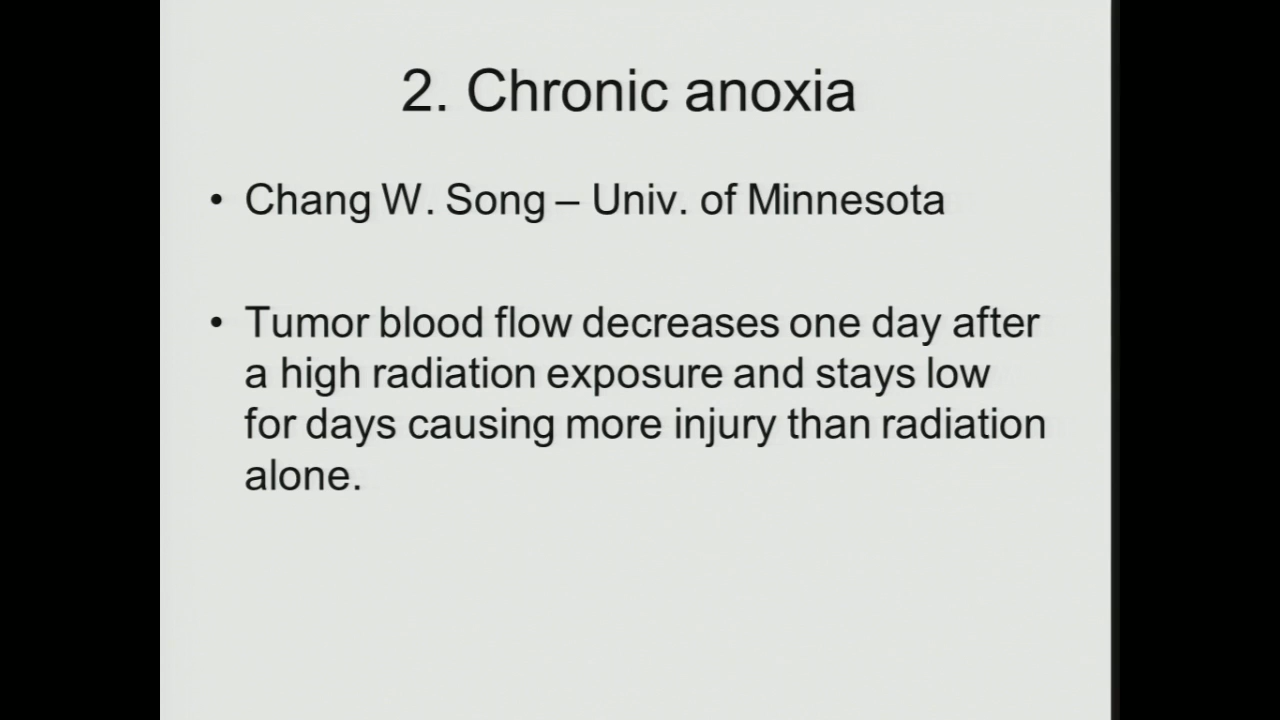 2. Chronic anoxia
• Chang W. Song – Univ. of Minnesota
• Tumor blood flow decreases one day after
a high radiation exposure and stays low
for days causing more injury than radiation
alone.